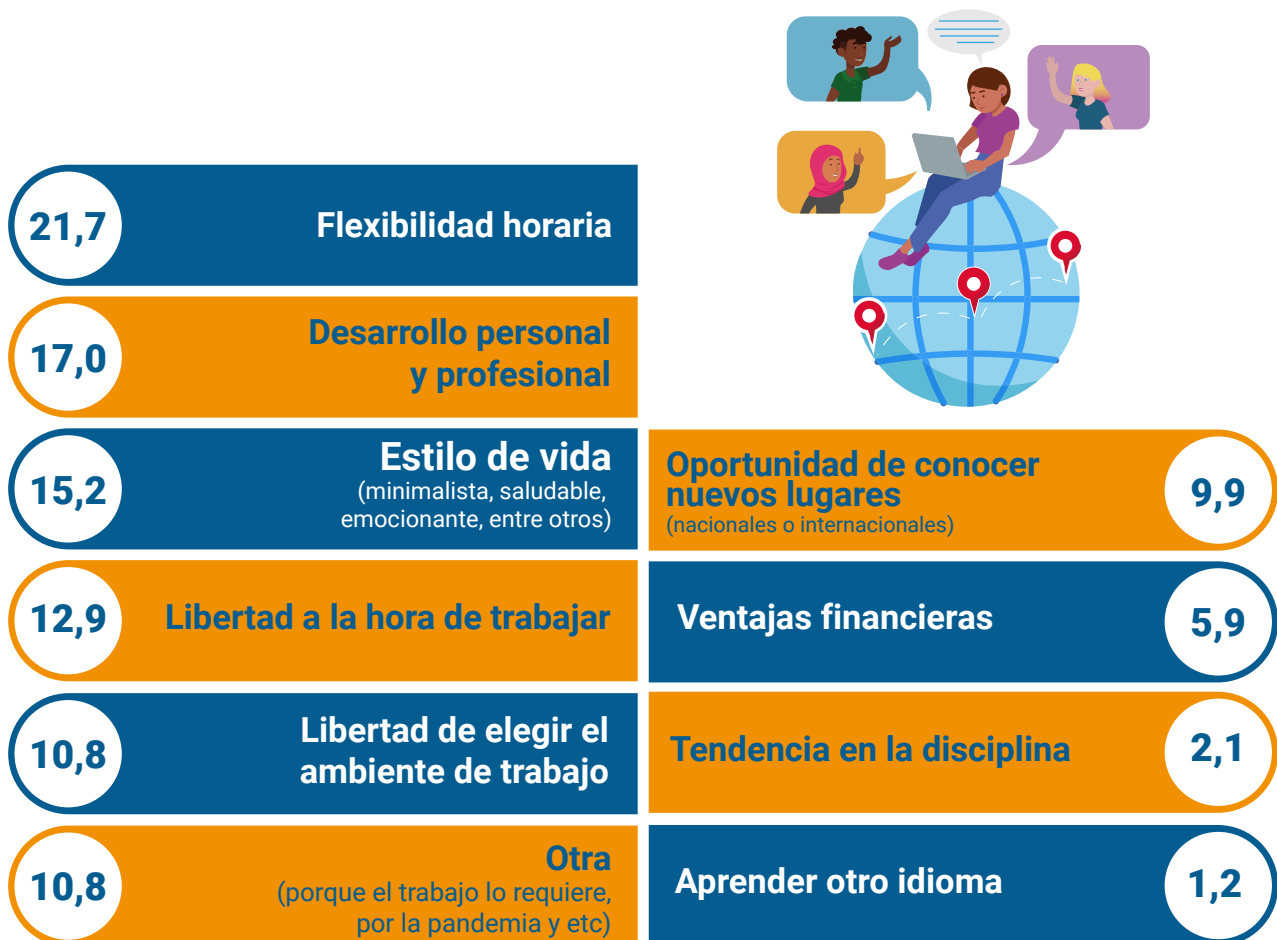 21,7
Flexibilidad horaria
17,0
Desarrollo personal
y profesional
15,2
Estilo de vida
(minimalista, saludable,
emocionante, entre otros)
12,9
Libertad a la hora de trabajar
10,8
Libertad de elegir el
ambiente de trabajo
10,8
Otra
(porque el trabajo lo requiere,
por la pandemia y etc)
Oportunidad de conocer
nuevos lugares
(nacionales o internacionales)
9,9
Ventajas financieras
5,9
Tendencia en la disciplina
2,1
Aprender otro idioma
1,2